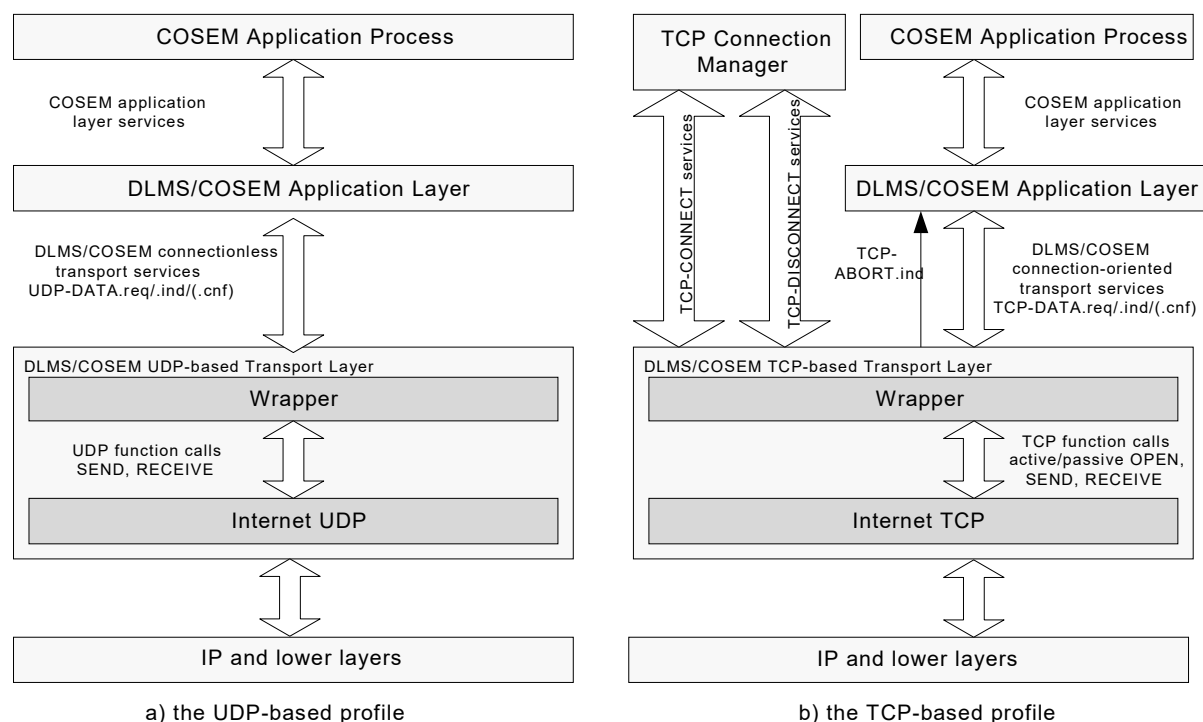 COSEM Application Process
COSEM application
layer services
DLMS/COSEM Application Layer
DLMS/COSEM connectionless
transport services
UDP-DATA.req/.ind/(.cnf)
DLMS/COSEM UDP-based Transport Layer
Wrapper
UDP function calls
SEND, RECEIVE
Internet UDP
IP and lower layers
a) the UDP-based profile
TCP Connection
Manager
COSEM Application Process
TCP-CONNECT services
TCP-DISCONNECT services
COSEM application
layer services
DLMS/COSEM Application Layer
TCP-
ABORT.ind
DLMS/COSEM
connection-oriented
transport services
TCP-DATA.req/.ind/(.cnf)
DLMS/COSEM TCP-based Transport Layer
Wrapper
TCP function calls
active/passive OPEN,
SEND, RECEIVE
Internet TCP
IP and lower layers
b) the TCP-based profile